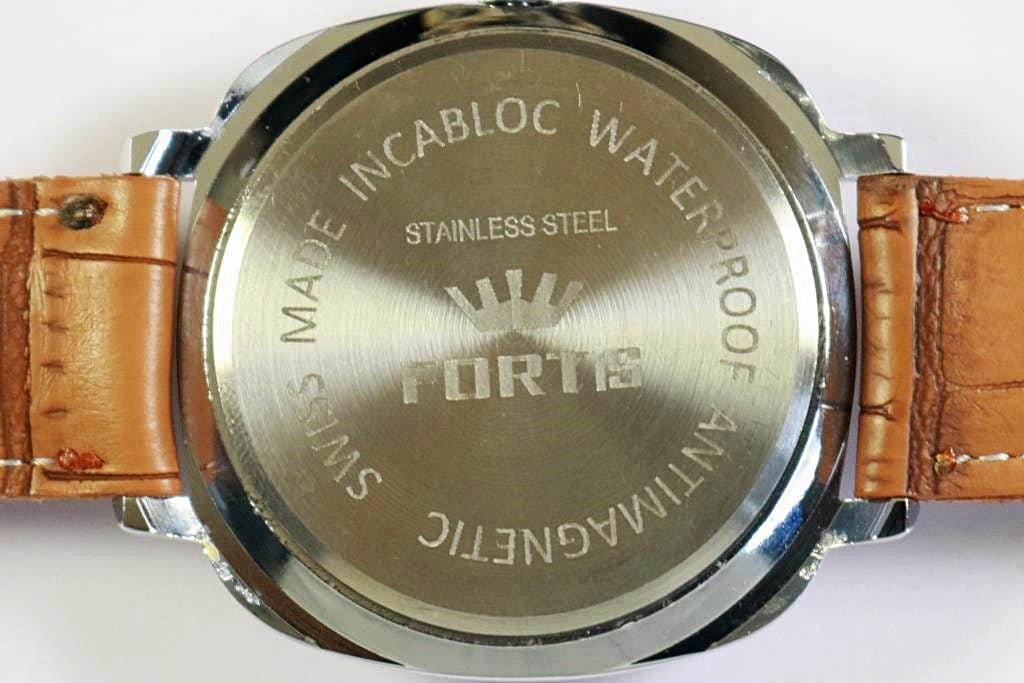 SWISS MADE INCABLOC WATERPROOF ANTIMAGNETIC
STAINLESS STEEL
FORTIS